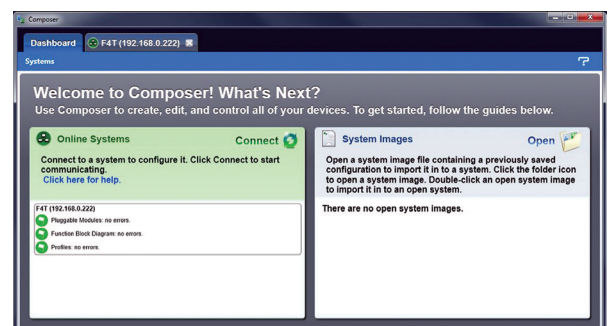 Composer
Dashboard
F4T (192.168.0.222)
Systems
Welcome to Composer! What's Next?
Use Composer to create, edit, and control all of your devices. To get started, follow the guides below.
Online Systems
Connect
Connect to a system to configure it. Click Connect to start
communicating.
Click here for help.
F4T (192.168.0.222)
Pluggable Modules: no errors.
Function Block Diagram: no errors.
Profiles: no errors.
System Images
Open
Open a system image file containing a previously saved
configuration to import it in to a system. Click the folder icon
to open a system image. Double-click an open system image
to import it in to an open system.
There are no open system images.